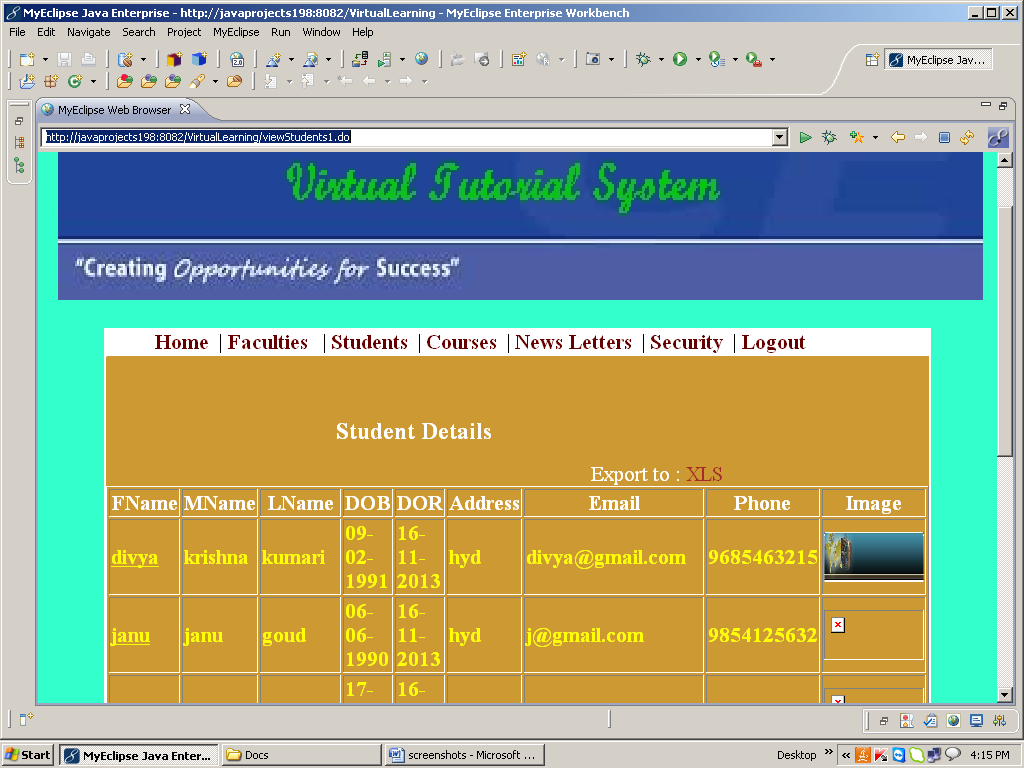 MyEclipse Java Enterprise - http://javaprojects198:8082/VirtualLearning - MyEclipse Enterprise Workbench
File Edit Navigate Search Project MyEclipse Run Window Help
2.0
MyEclipse Jav...
MyEclipse Web Browser
http://javaprojects198:8082/VirtualLearning/viewStudents1.do
Virtual Tutorial System
"Creating Opportunities for Success"
Home | Faculties | Students | Courses | News Letters | Security | Logout
Student Details
Export to : XLS
FName MName LName DOB DOR Address Email Phone Image
divya krishna kumari 09-02-1991 16-11-2013 hyd divya@gmail.com 9685463215
janu janu goud 06-06-1990 16-11-2013 hyd j@gmail.com 9854125632
17- 16-
Start MyEclipse Java Enter... Docs screenshots - Microsoft ... Desktop » « 4:15 PM